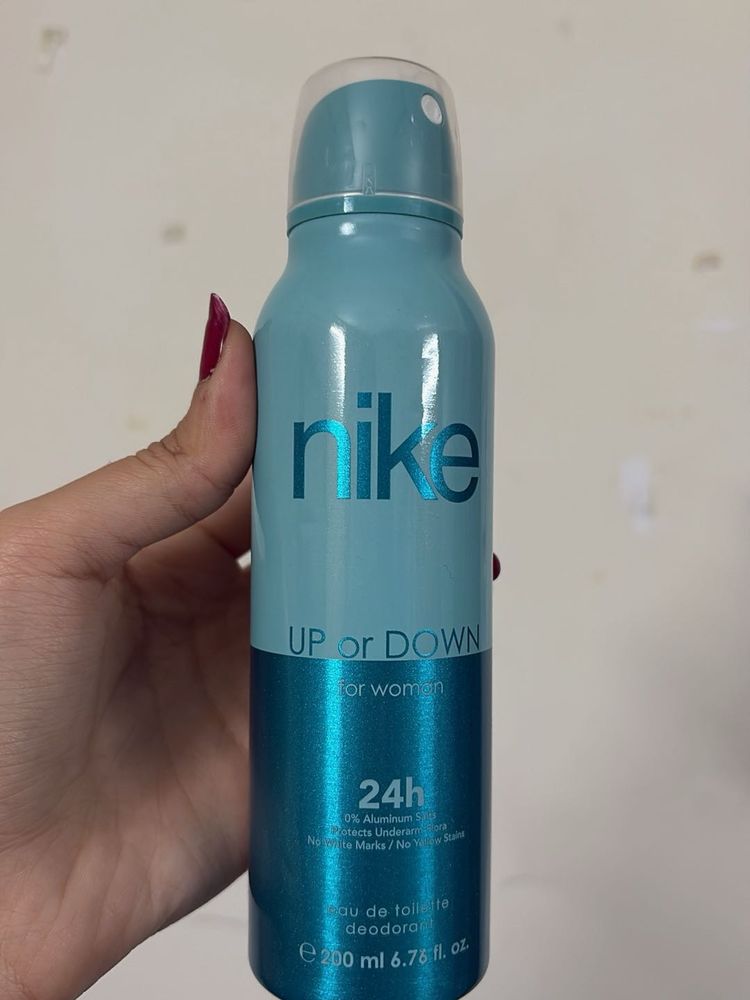 nike
UP or DOWN
for woman
24h
0% Aluminum Salts
Protects Underarm Flora
No White Marks / No Yellow Stains
eau de toilette
deodorant
℮ 200 ml 6.76 fl. oz.